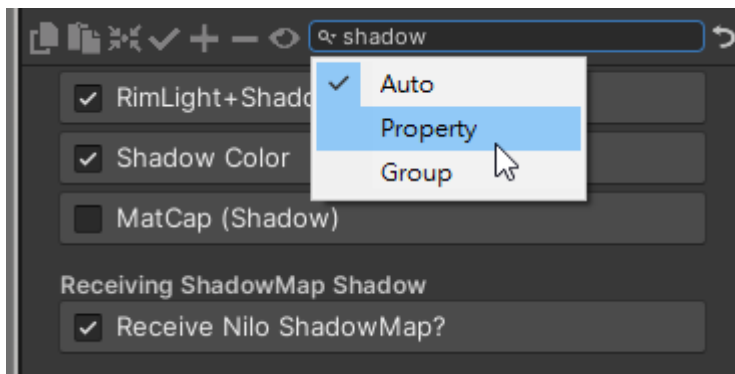 shadow
Auto
Property
Group
RimLight+Shado
Shadow Color
MatCap (Shadow)
Receiving ShadowMap Shadow
Receive Nilo ShadowMap?